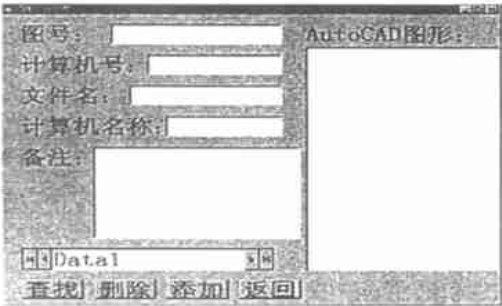 图号：
AutoCAD图形：
计算机号：
文件名：
计算机名称：
备注：
Data1
查找 删除 添加 返回